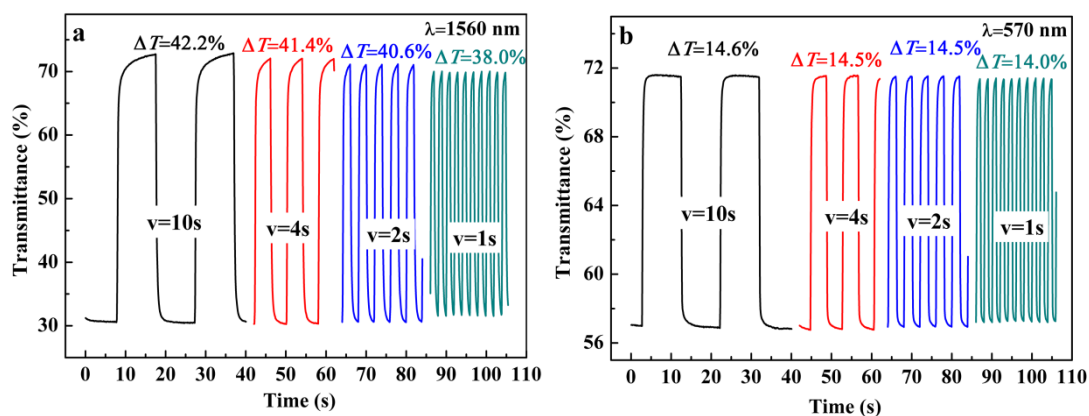 a
λ=1560 nm
ΔT=42.2%
ΔT=41.4%
ΔT=40.6%
ΔT=38.0%
70
60
50
40
30
Transmittance (%)
v=10s
v=4s
v=2s
v=1s
0 10 20 30 40 50 60 70 80 90 100 110
Time (s)
b
λ=570 nm
ΔT=14.6%
ΔT=14.5%
ΔT=14.5%
ΔT=14.0%
72
68
64
60
56
Transmittance (%)
v=10s
v=4s
v=2s
v=1s
0 10 20 30 40 50 60 70 80 90 100 110
Time (s)